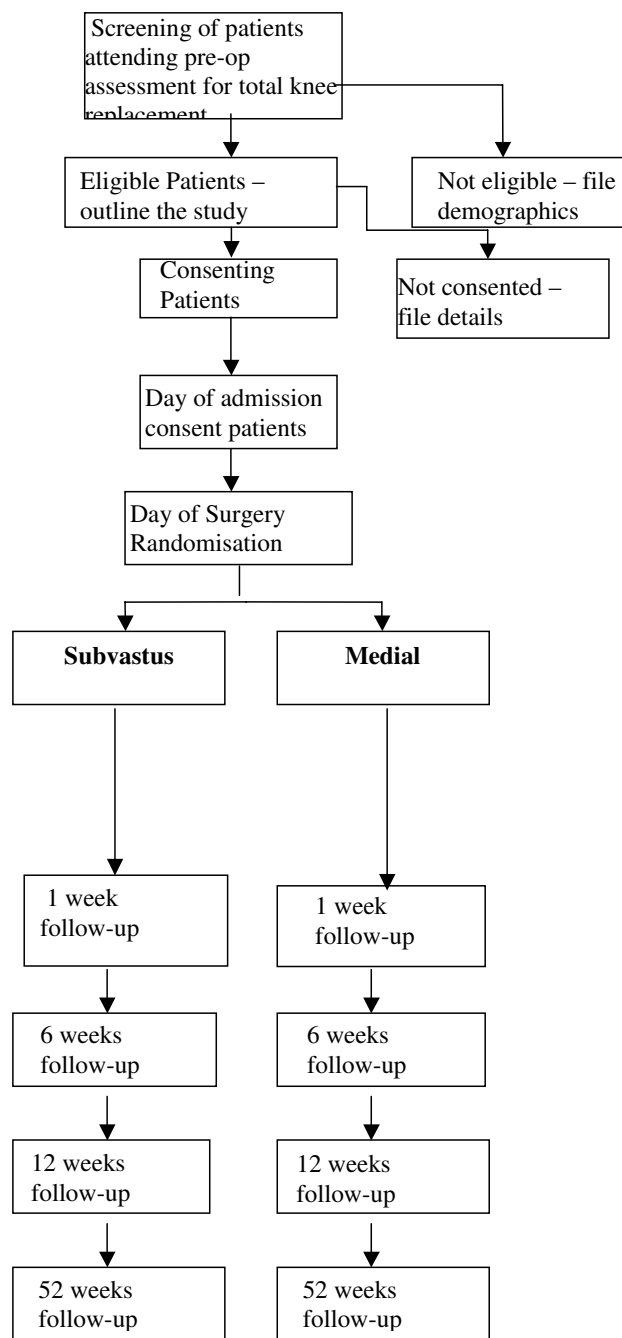 Screening of patients
attending pre-op
assessment for total knee
replacement
Eligible Patients –
outline the study
Not eligible – file
demographics
Consenting
Patients
Not consented –
file details
Day of admission
consent patients
Day of Surgery
Randomisation
Subvastus
Medial
1 week
follow-up
1 week
follow-up
6 weeks
follow-up
6 weeks
follow-up
12 weeks
follow-up
12 weeks
follow-up
52 weeks
follow-up
52 weeks
follow-up